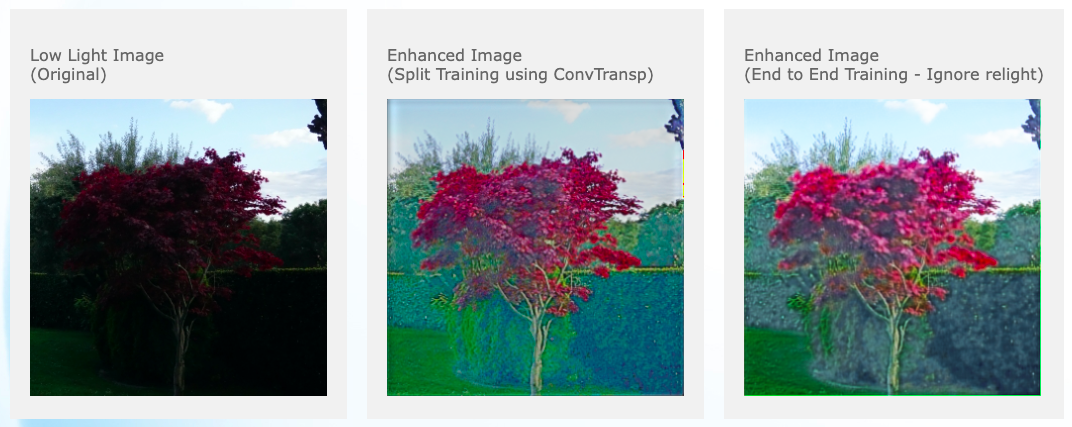 Low Light Image
(Original)
Enhanced Image
(Split Training using ConvTransp)
Enhanced Image
(End to End Training - Ignore relight)